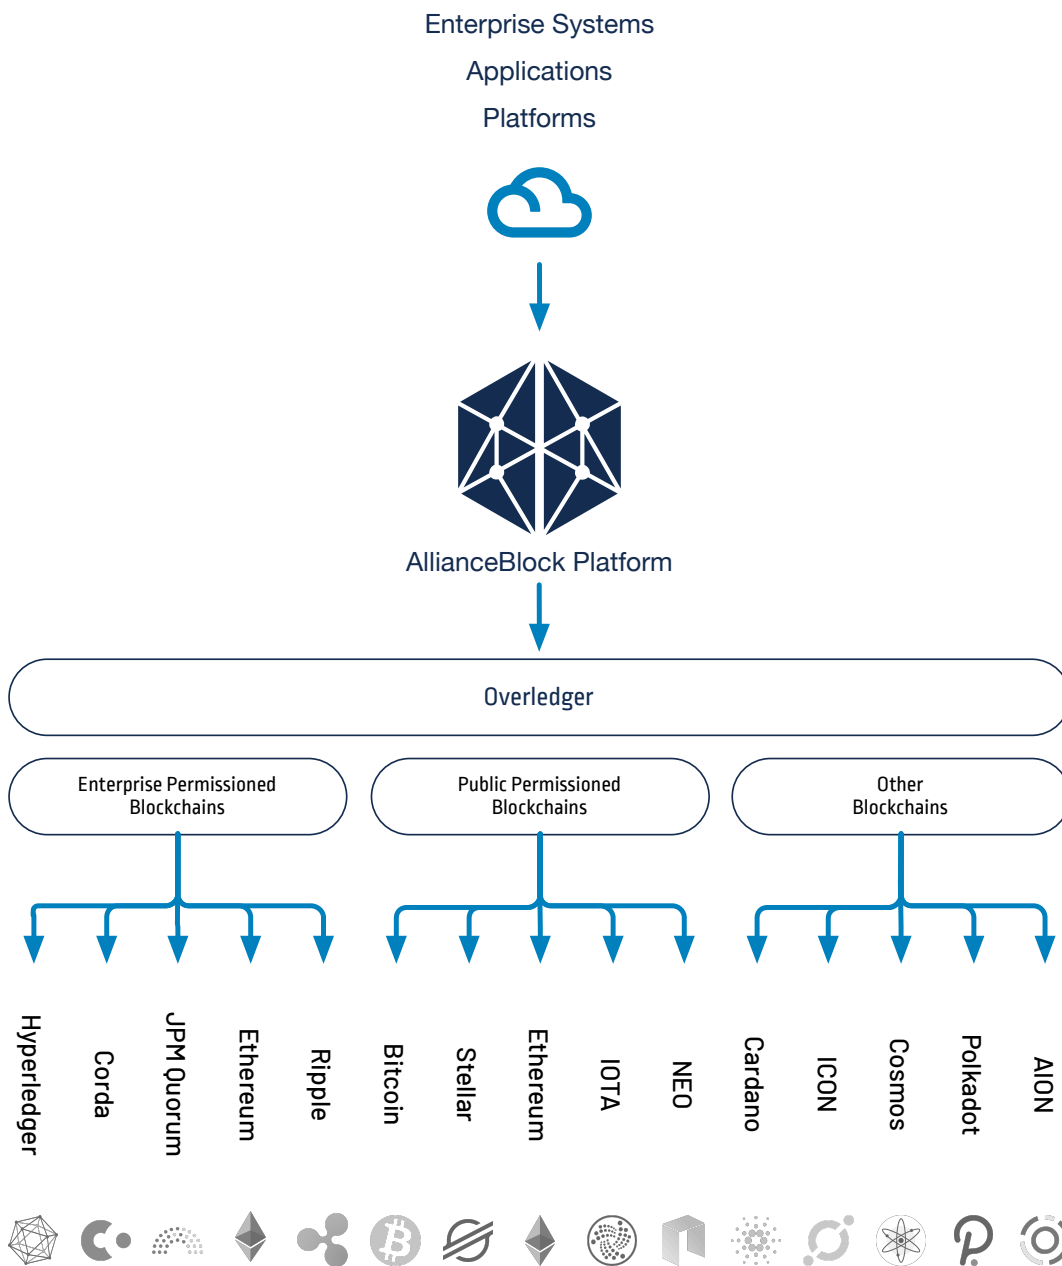 Enterprise Systems
Applications
Platforms
AllianceBlock Platform
Overledger
Enterprise Permissioned
Blockchains
Public Permissioned
Blockchains
Other
Blockchains
Hyperledger
Corda
JPM Quorum
Ethereum
Ripple
Bitcoin
Stellar
Ethereum
IOTA
NEO
Cardano
ICON
Cosmos
Polkadot
AION